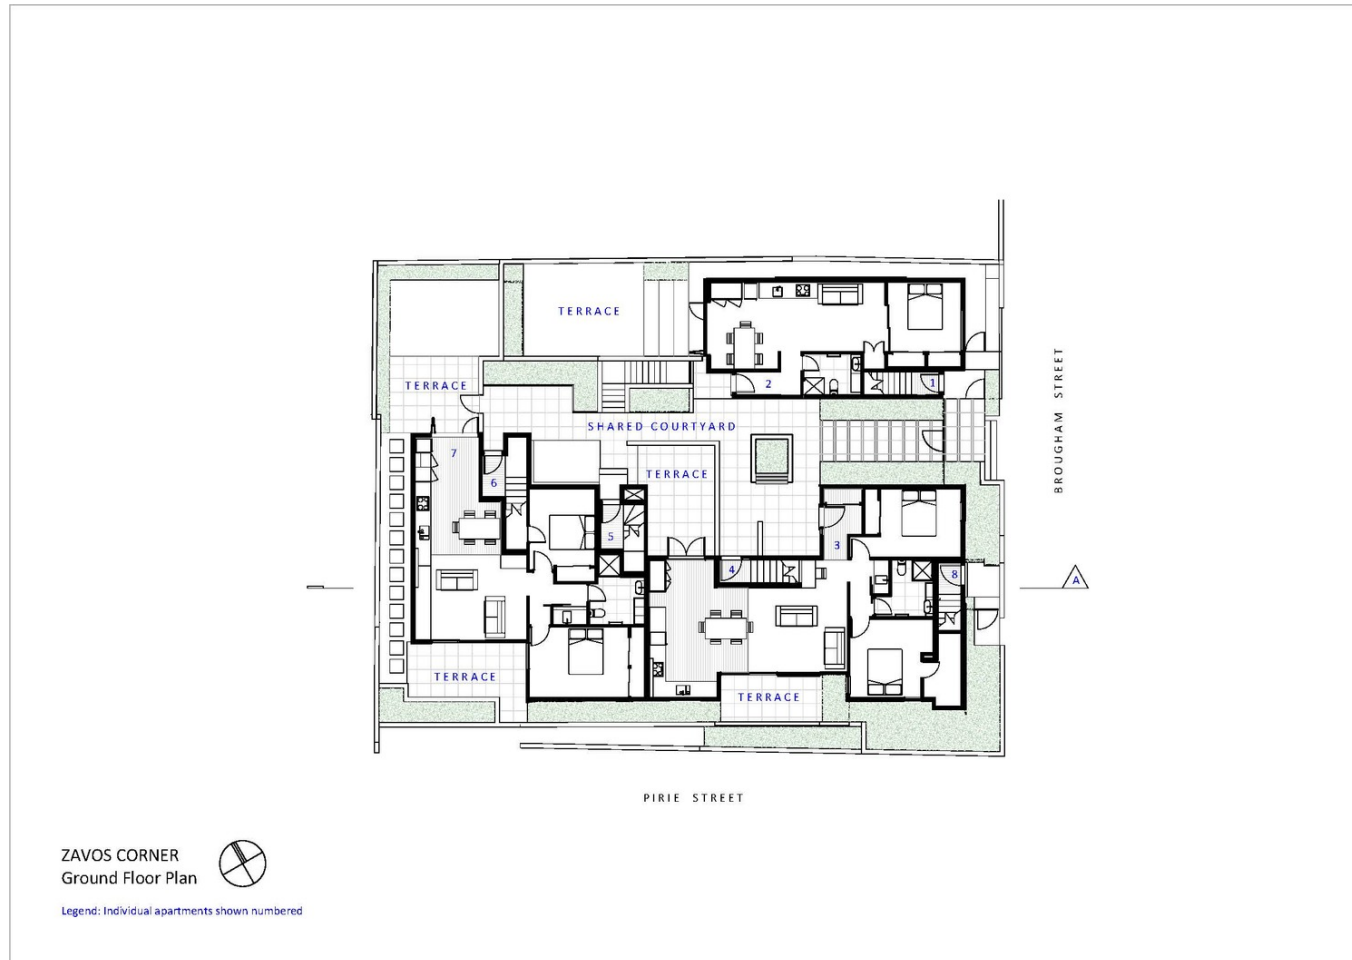 TERRACE
TERRACE
2
1
SHARED COURTYARD
7
TERRACE
6
5
3
4
8
A
TERRACE
TERRACE
BROUGHAM STREET
PIRIE STREET
ZAVOS CORNER
Ground Floor Plan
Legend: Individual apartments shown numbered